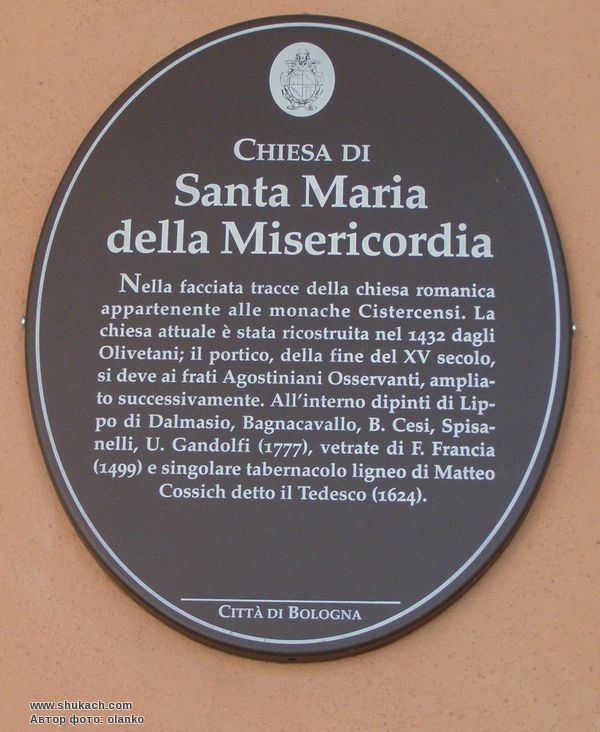 CHIESA DI
Santa Maria
della Misericordia
Nella facciata tracce della chiesa romanica
appartenente alle monache Cistercensi. La
chiesa attuale è stata ricostruita nel 1432 dagli
Olivetani; il portico, della fine del XV secolo,
si deve ai frati Agostiniani Osservanti, amplia-
to successivamente. All'interno dipinti di Lip-
po di Dalmasio, Bagnacavallo, B. Cesi, Spisa-
nelli, U. Gandolfi (1777), vetrate di F. Francia
(1499) e singolare tabernacolo ligneo di Matteo
Cossich detto il Tedesco (1624).
CITTÀ DI BOLOGNA
www.shukach.com
Автор фото: olanko